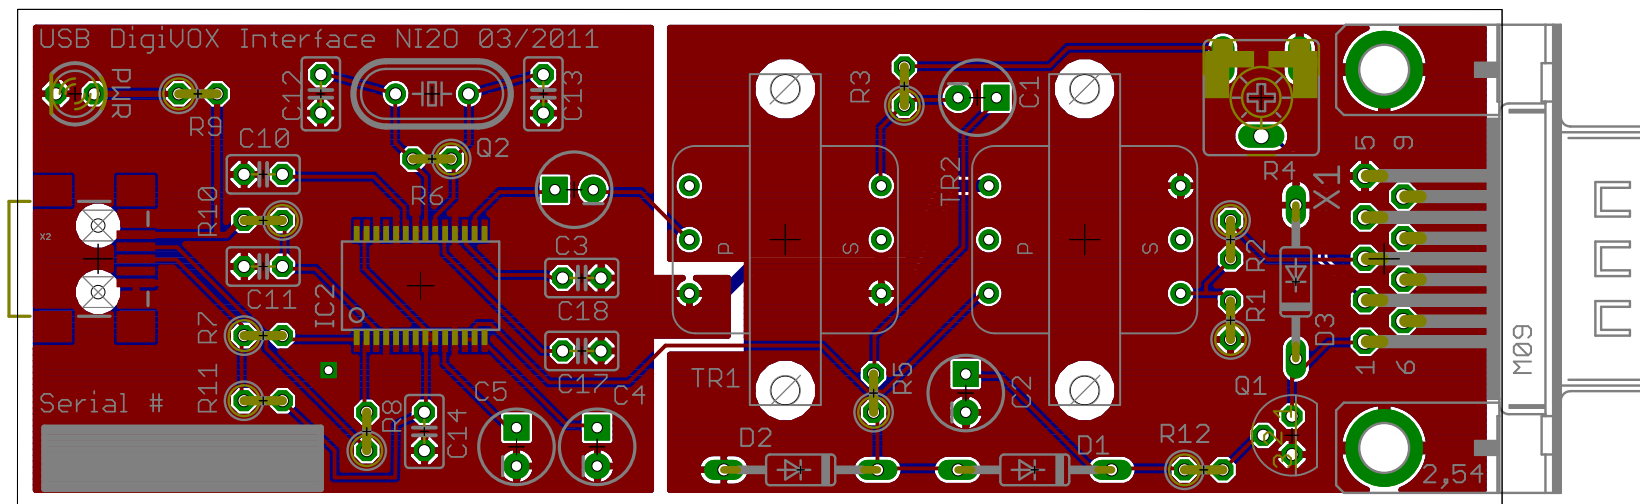 USB DigiVOX Interface NI2O 03/2011
PMR
R9
C12
C13
Q2
C10
R6
R10
X2
C11
IC2
R7
R11
R8
C14
C5
C4
C3
C18
C17
Serial #
TR1
P
S
R3
C1
TR2
P
S
R5
C2
D2
D1
R12
Q1
R4
X1
R2
R1
D3
5
9
1
6
M09
2,54